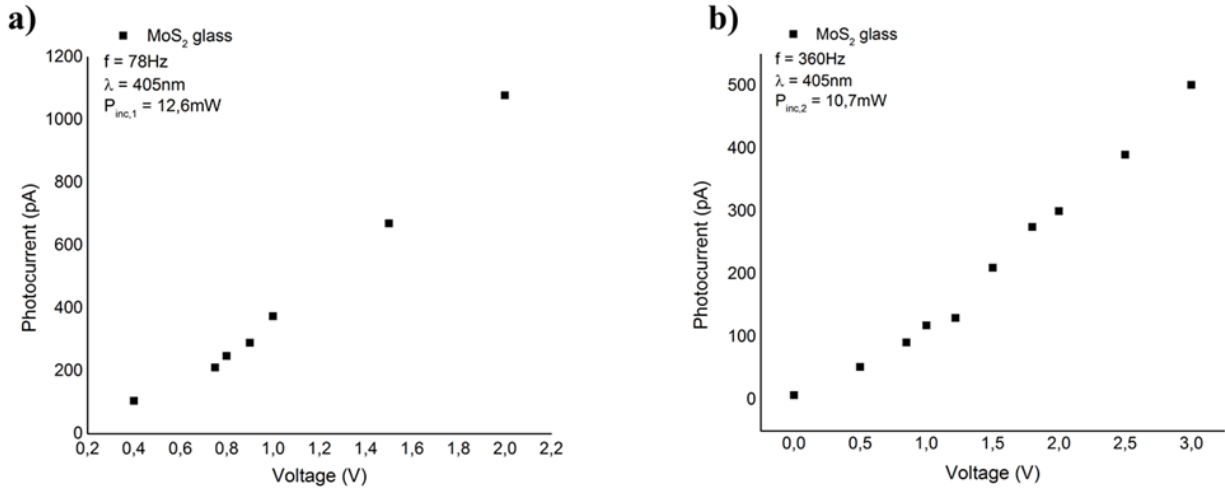 a)
MoS₂ glass
f = 78Hz
λ = 405nm
P_inc,1 = 12,6mW
1200
1000
800
600
400
200
0
Photocurrent (pA)
0,2 0,4 0,6 0,8 1,0 1,2 1,4 1,6 1,8 2,0 2,2
Voltage (V)
b)
MoS₂ glass
f = 360Hz
λ = 405nm
P_inc,2 = 10,7mW
500
400
300
200
100
0
Photocurrent (pA)
0,0 0,5 1,0 1,5 2,0 2,5 3,0
Voltage (V)